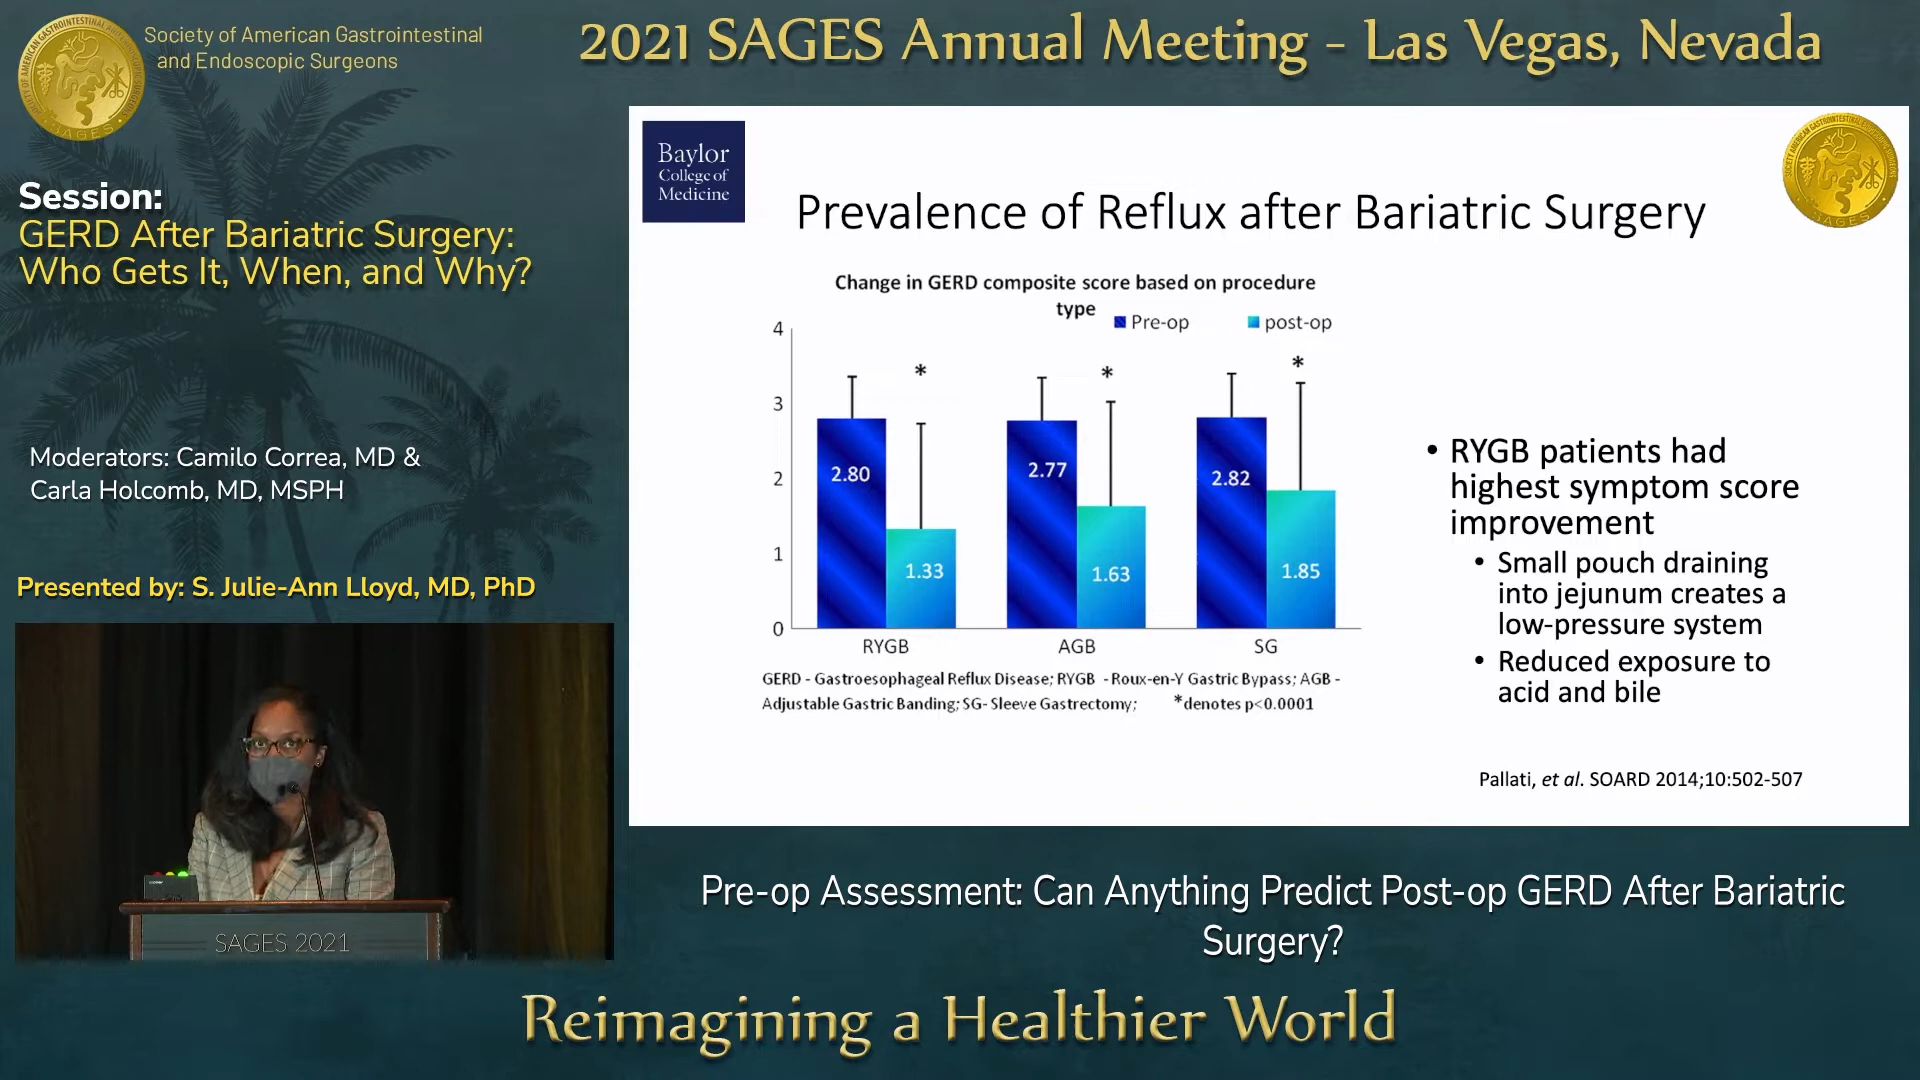 Society of American Gastrointestinal
and Endoscopic Surgeons
2021 SAGES Annual Meeting - Las Vegas, Nevada
Session:
GERD After Bariatric Surgery:
Who Gets It, When, and Why?
Moderators: Camilo Correa, MD &
Carla Holcomb, MD, MSPH
Presented by: S. Julie-Ann Lloyd, MD, PhD
SAGES 2021
SAGES
Baylor
College of
Medicine
SAGES
Prevalence of Reflux after Bariatric Surgery
Change in GERD composite score based on procedure
type
Pre-op
post-op
4
3
2
1
0
* * *
2.80 1.33 2.77 1.63 2.82 1.85
RYGB AGB SG
GERD - Gastroesophageal Reflux Disease; RYGB - Roux-en-Y Gastric Bypass; AGB -
Adjustable Gastric Banding; SG- Sleeve Gastrectomy; *denotes p<0.0001
• RYGB patients had
highest symptom score
improvement
• Small pouch draining
into jejunum creates a
low-pressure system
• Reduced exposure to
acid and bile
Pallati, et al. SOARD 2014;10:502-507
Pre-op Assessment: Can Anything Predict Post-op GERD After Bariatric
Surgery?
Reimagining a Healthier World